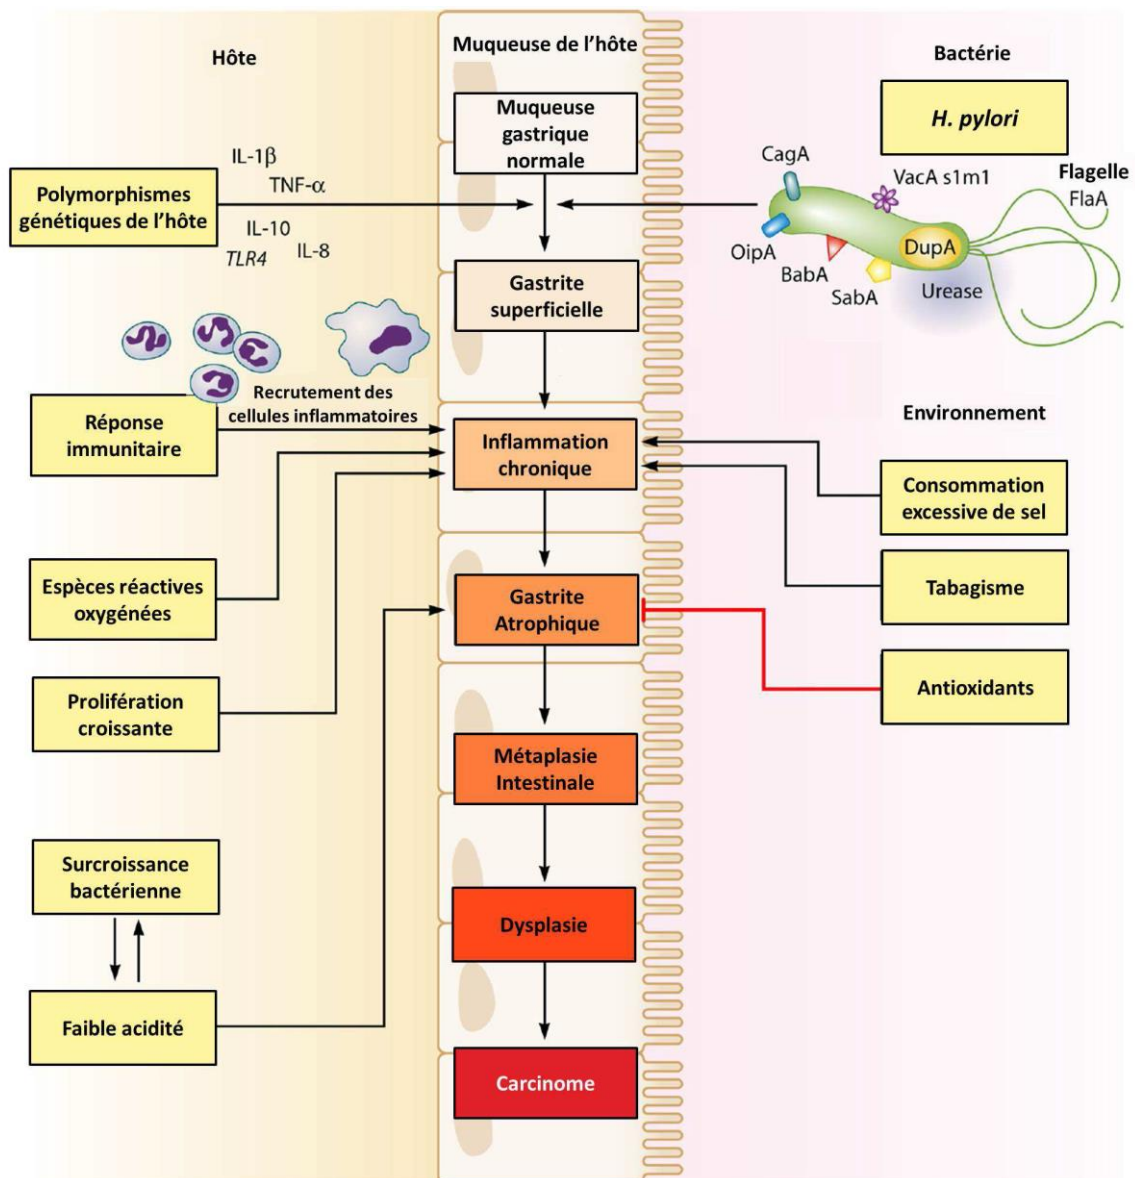 Hôte
Muqueuse de l'hôte
Bactérie
Muqueuse
gastrique
normale
H. pylori
IL-1β
TNF-α
Polymorphismes
génétiques de l'hôte
IL-10
TLR4
IL-8
CagA
VacA s1m1
Flagelle
FlaA
OipA
BabA
SabA
DupA
Urease
Gastrite
superficielle
Recrutement des
cellules inflammatoires
Réponse
immunitaire
Inflammation
chronique
Environnement
Consommation
excessive de sel
Espèces réactives
oxygénées
Gastrite
Atrophique
Tabagisme
Prolifération
croissante
Antioxidants
Métaplasie
Intestinale
Surcroissance
bactérienne
Dysplasie
Faible acidité
Carcinome